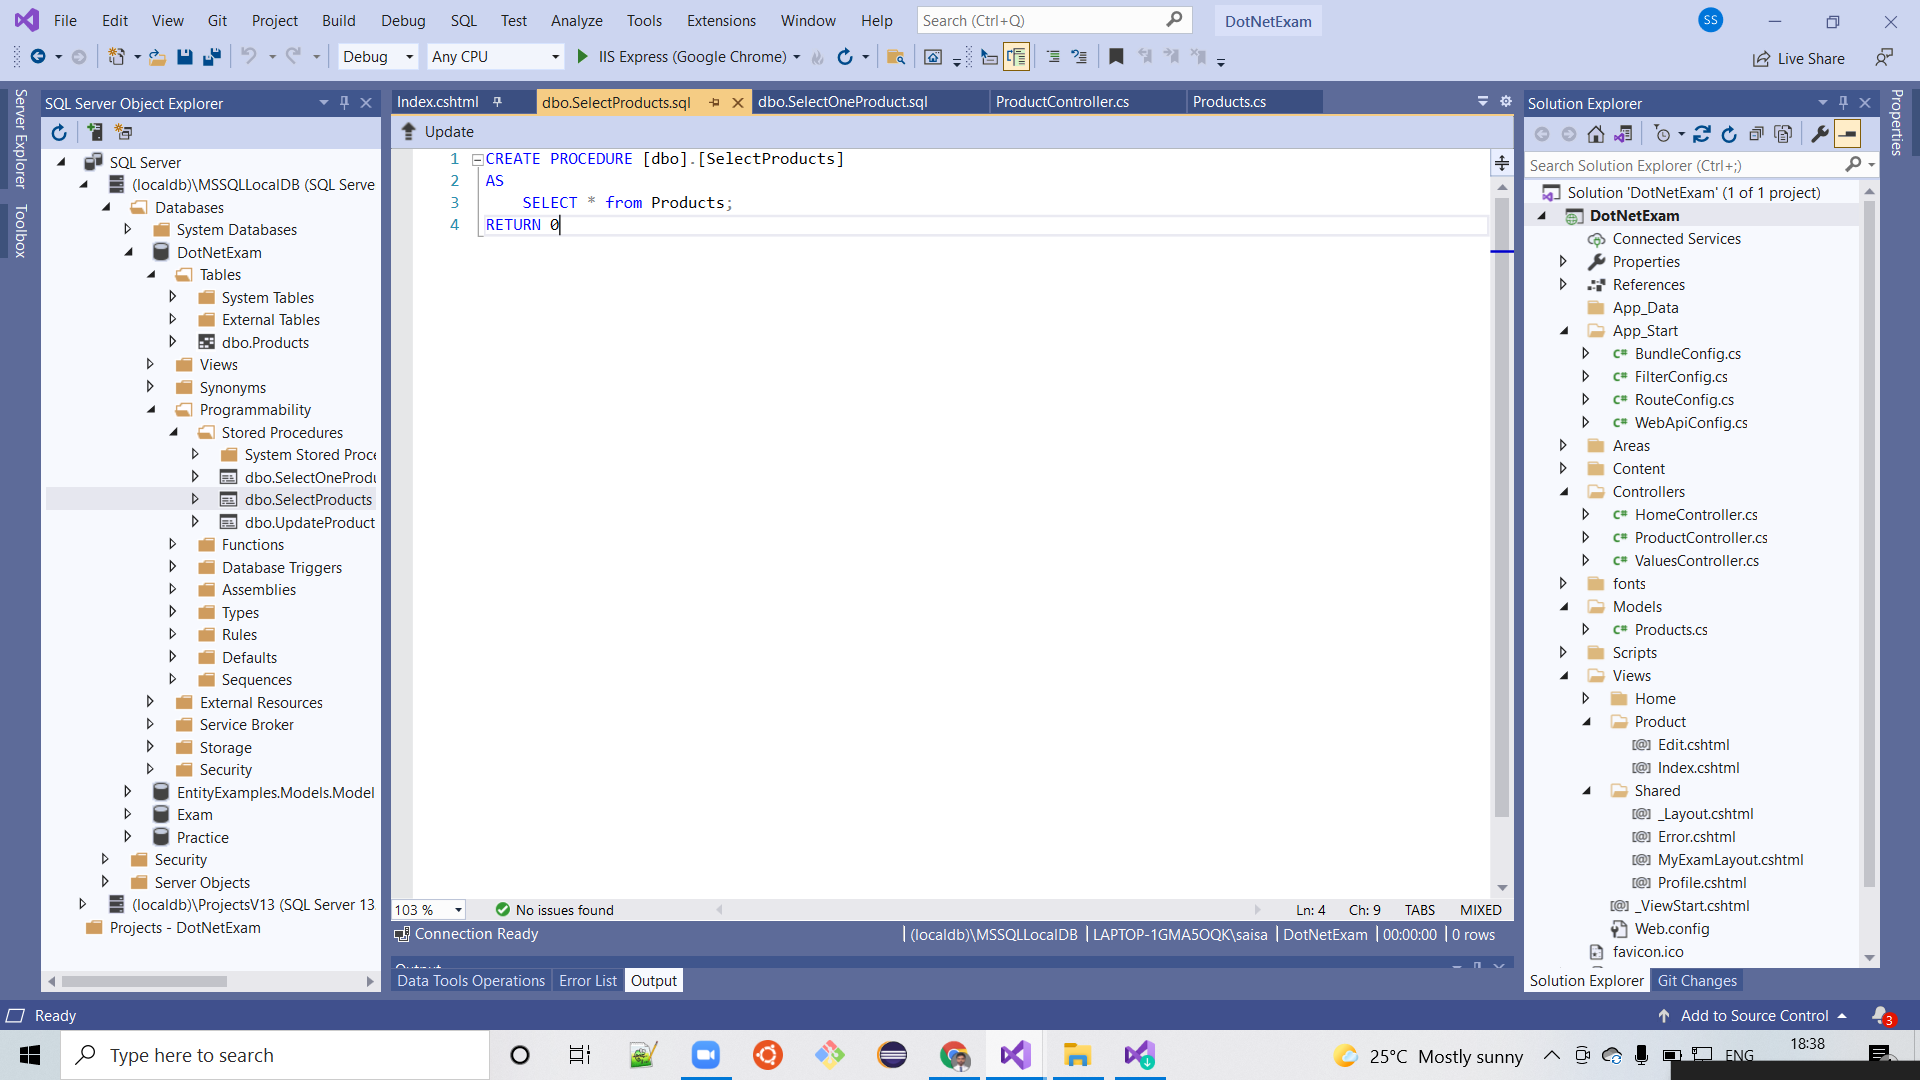 File Edit View Git Project Build Debug SQL Test Analyze Tools Extensions Window Help Search (Ctrl+Q) DotNetExam SS
Debug Any CPU IIS Express (Google Chrome) Live Share
Server Explorer
Toolbox
SQL Server Object Explorer
SQL Server
(localdb)\MSSQLLocalDB (SQL Serve
Databases
System Databases
DotNetExam
Tables
System Tables
External Tables
dbo.Products
Views
Synonyms
Programmability
Stored Procedures
System Stored Proce
dbo.SelectOneProdu
dbo.SelectProducts
dbo.UpdateProduct
Functions
Database Triggers
Assemblies
Types
Rules
Defaults
Sequences
External Resources
Service Broker
Storage
Security
EntityExamples.Models.Model
Exam
Practice
Security
Server Objects
(localdb)\ProjectsV13 (SQL Server 13
Projects - DotNetExam
Index.cshtml dbo.SelectProducts.sql dbo.SelectOneProduct.sql ProductController.cs Products.cs
Update
1 CREATE PROCEDURE [dbo].[SelectProducts]
2 AS
3 SELECT * from Products;
4 RETURN 0
103 % No issues found Ln: 4 Ch: 9 TABS MIXED
Connection Ready (localdb)\MSSQLLocalDB LAPTOP-1GMA5OQK\saisa DotNetExam 00:00:00 0 rows
Output
Data Tools Operations Error List Output
Solution Explorer
Search Solution Explorer (Ctrl+;)
Solution 'DotNetExam' (1 of 1 project)
DotNetExam
Connected Services
Properties
References
App_Data
App_Start
BundleConfig.cs
FilterConfig.cs
RouteConfig.cs
WebApiConfig.cs
Areas
Content
Controllers
HomeController.cs
ProductController.cs
ValuesController.cs
fonts
Models
Products.cs
Scripts
Views
Home
Product
Edit.cshtml
Index.cshtml
Shared
_Layout.cshtml
Error.cshtml
MyExamLayout.cshtml
Profile.cshtml
_ViewStart.cshtml
Web.config
favicon.ico
Solution Explorer Git Changes
Properties
Ready Add to Source Control 3
Type here to search 25°C Mostly sunny ENG 18:38